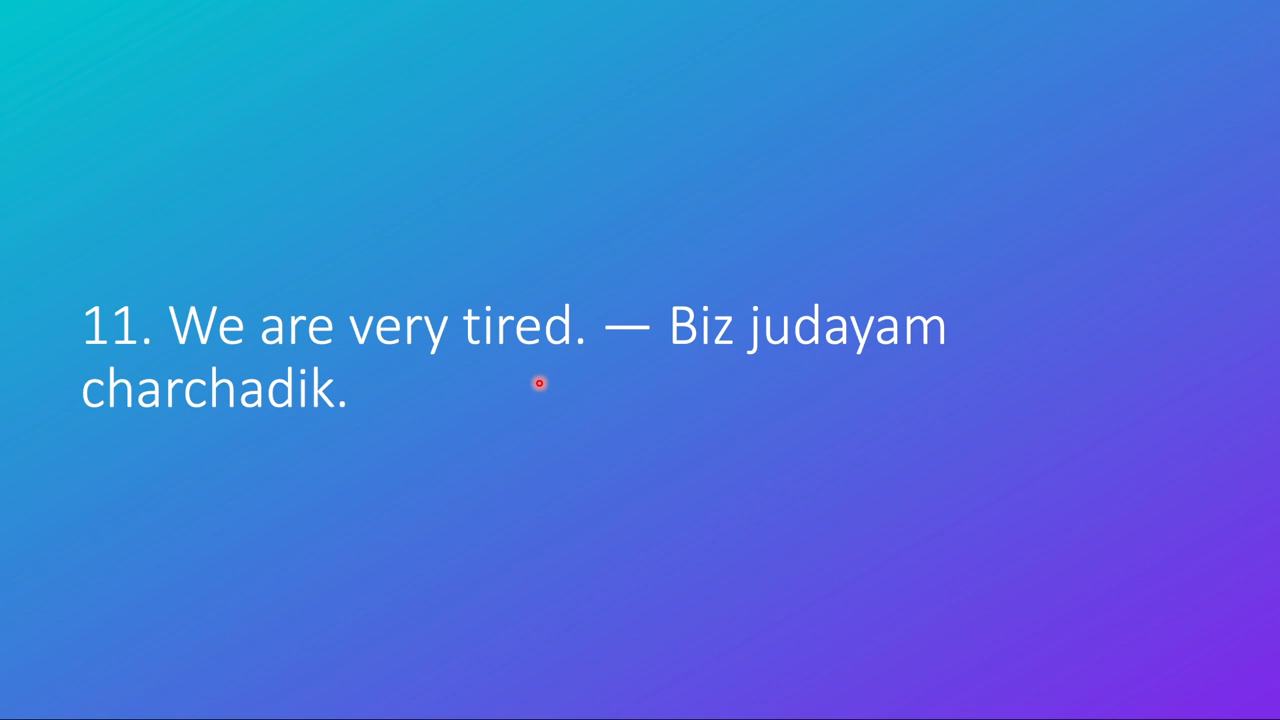 11. We are very tired. — Biz judayam
charchadik.